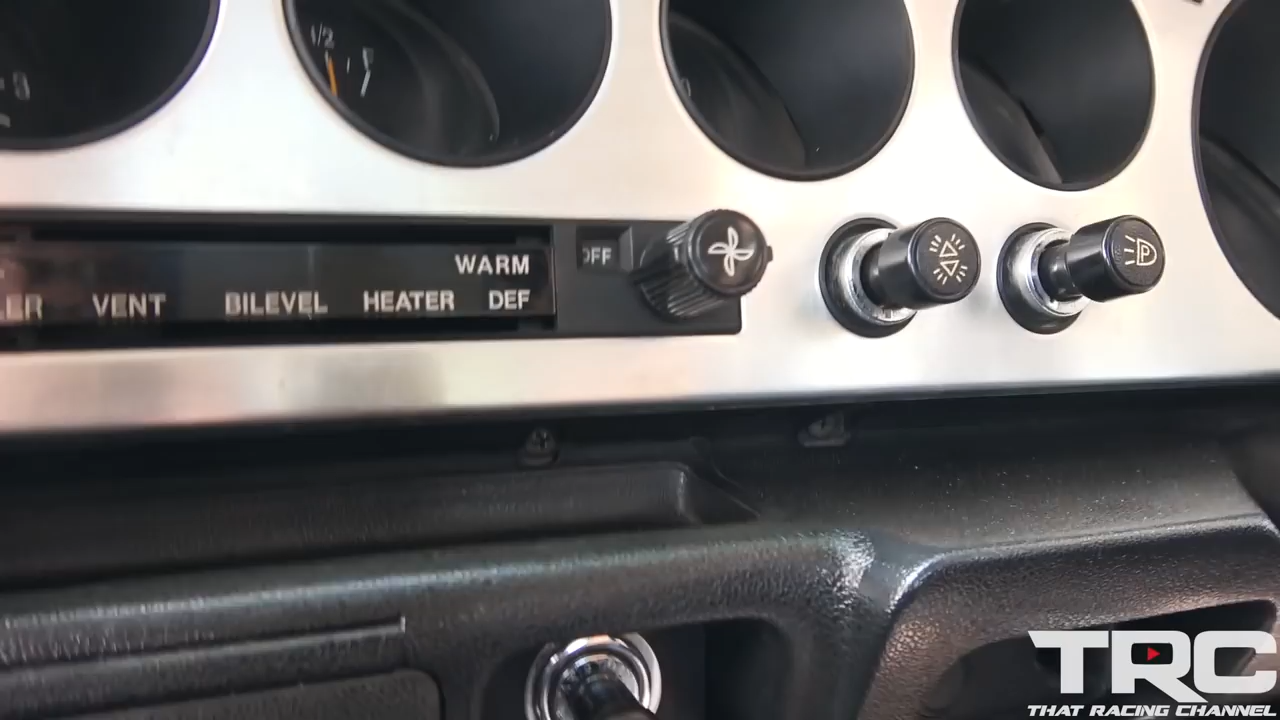 1/2
F
WARM
OFF
VENT
BILEVEL
HEATER
DEF
P
TRC
THAT RACING CHANNEL